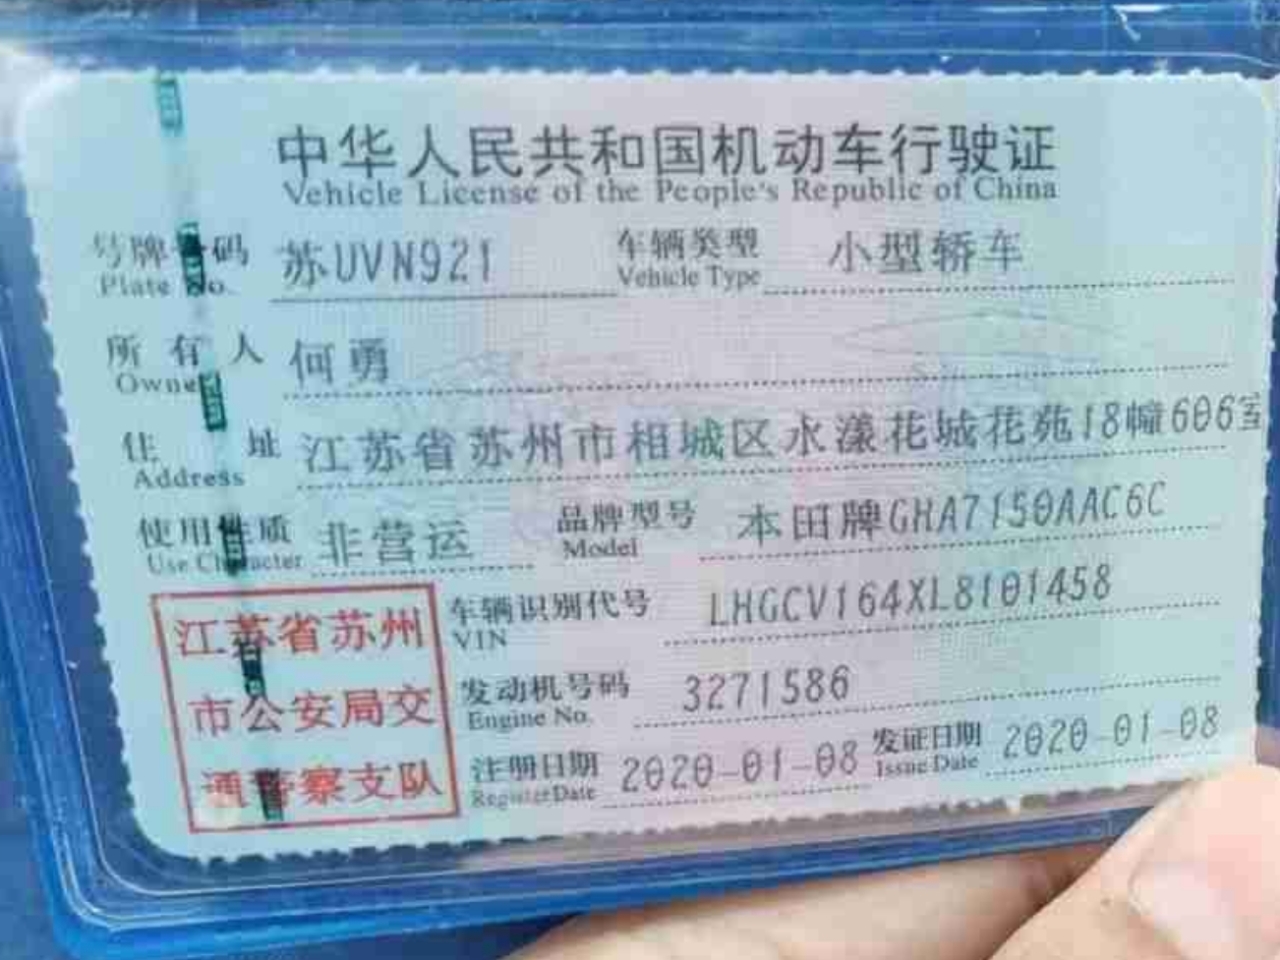 中华人民共和国机动车行驶证
Vehicle License of the People's Republic of China
号牌号码 苏UVN921 车辆类型 小型轿车
Plate No. Vehicle Type
所有人 何勇
Owner
住址 江苏省苏州市相城区水漾花城花苑18幢606室
Address
使用性质 非营运 品牌型号 本田牌GHA7150AAC6C
Use Character Model
江苏省苏州
市公安局交
通警察支队
车辆识别代号 LHGCV164XL8101458
VIN
发动机号码 3271586
Engine No.
注册日期 2020-01-08 发证日期 2020-01-08
Register Date Issue Date